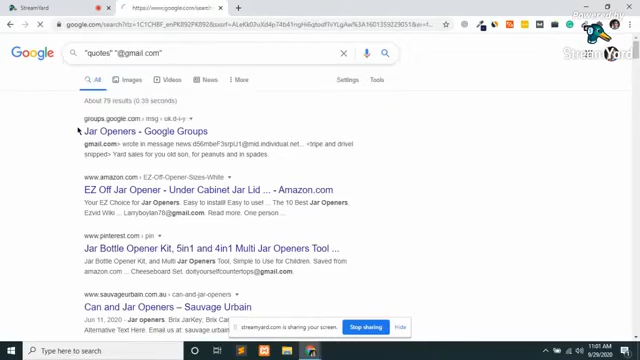 StreamYard
https://www.google.com/search
google.com/search?rlz=1C1CHBF_enPK892PK892&sxsrf=
Powered by
StreamYard
Google
"quotes" "@gmail com"
All
Images
Videos
News
More
Settings
Tools
About 79 results (0.39 seconds)
groups.google.com › msg › uk.d-i-y
Jar Openers - Google Groups
gmail.com> wrote in message news:d56mbeF3srpU1@mid.individual.net... <tripe and drivel
snipped> Yard sales for you old son, for peanuts and in spades.
www.amazon.com › EZ-Off-Opener-Sizes-White
EZ Off Jar Opener - Under Cabinet Jar Lid ... - Amazon.com
Your EZ Choice for Jar Openers. Easy to install! Easy to use! ... The 10 Best Jar Openers.
Ezvid Wiki ... Larryboylan78@gmail.com. Read more. One person ...
www.pinterest.com › pin
Jar Bottle Opener Kit, 5in1 and 4in1 Multi Jar Openers Tool ...
Jar Opener Kit, and Multi Jar Openers Tool, Simple to Use for Children. Saved from
amazon.com ... Cheeseboard Set. doityourselfcountertops@gmail.com.
www.sauvageurbain.com.au › can-and-jar-openers
Can and Jar Openers – Sauvage Urbain
Jun 11, 2020 - Jar openers. Brix JarKey; Brix Can
Alternative Text Here. Email us at: sauvage urbain
streamyard.com is sharing your screen.
Stop sharing
hide
Type here to search
11:01 AM
9/29/2020